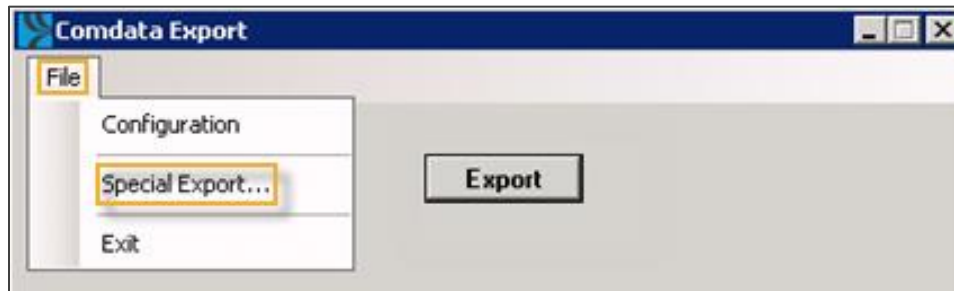 Comdata Export
File
Configuration
Special Export...
Export
Exit